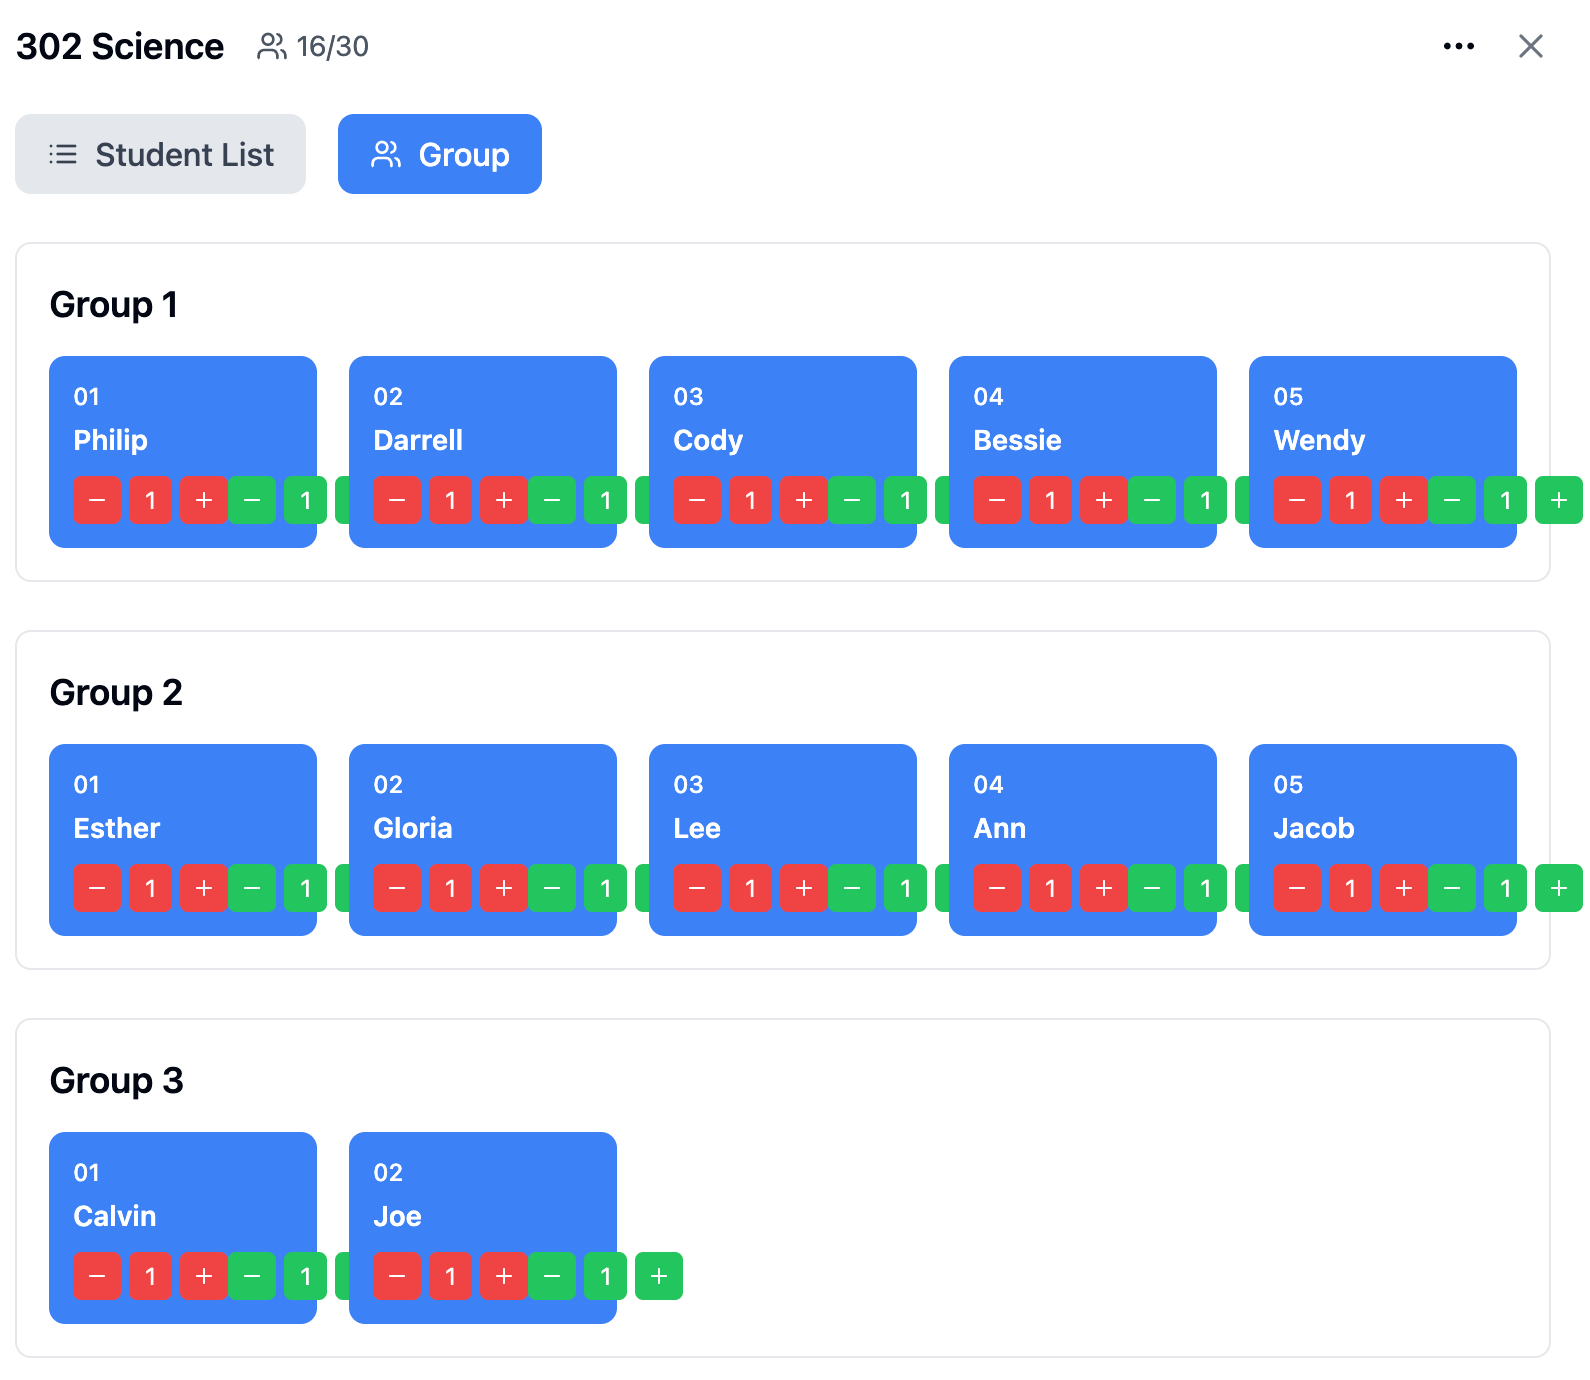 302 Science 16/30
Student List Group
Group 1
01 02 03 04 05
Philip Darrell Cody Bessie Wendy
− 1 + − 1 − 1 + − 1 − 1 + − 1 − 1 + − 1 − 1 + − 1 +
Group 2
01 02 03 04 05
Esther Gloria Lee Ann Jacob
− 1 + − 1 − 1 + − 1 − 1 + − 1 − 1 + − 1 − 1 + − 1 +
Group 3
01 02
Calvin Joe
− 1 + − 1 − 1 + − 1 +